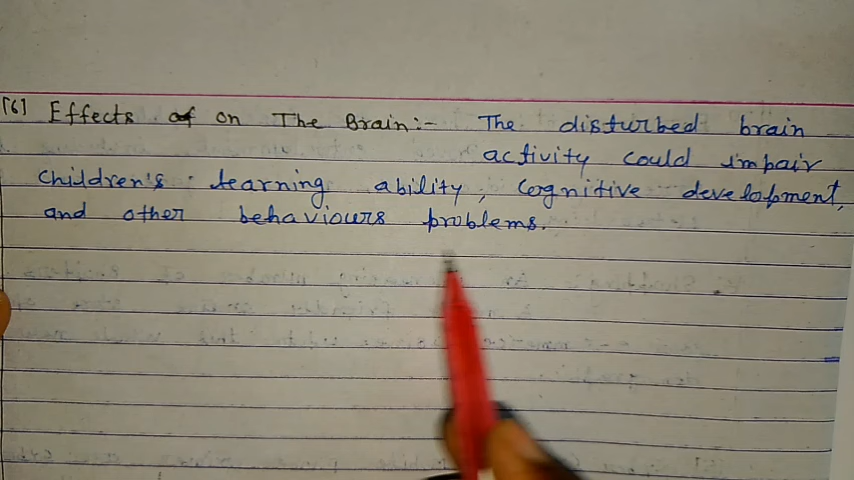 [6] Effects of on The Brain:- The disturbed brain
activity could impair
children's learning ability, cognitive development,
and other behaviours problems.